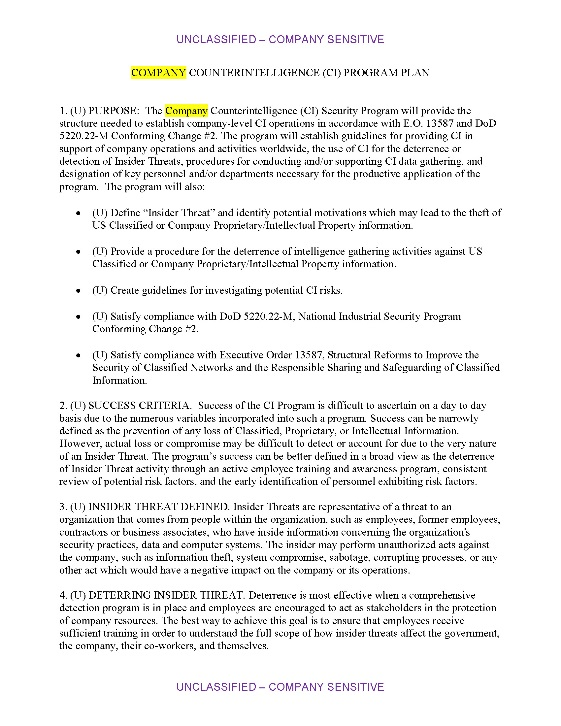 UNCLASSIFIED – COMPANY SENSITIVE
COMPANY COUNTERINTELLIGENCE (CI) PROGRAM PLAN
1. (U) PURPOSE:  The Company Counterintelligence (CI) Security Program will provide the
structure needed to establish company-level CI operations in accordance with E.O. 13587 and DoD
5220.22-M Conforming Change #2. The program will establish guidelines for providing CI in
support of company operations and activities worldwide, the use of CI for the deterrence or
detection of Insider Threats, procedures for conducting and/or supporting CI data gathering, and
designation of key personnel and/or departments necessary for the productive application of the
program.  The program will also:
• (U) Define “Insider Threat” and identify potential motivations which may lead to the theft of
US Classified or Company Proprietary/Intellectual Property information.
• (U) Provide a procedure for the deterrence of intelligence gathering activities against US
Classified or Company Proprietary/Intellectual Property information.
• (U) Create guidelines for investigating potential CI risks.
• (U) Satisfy compliance with DoD 5220.22-M, National Industrial Security Program
Conforming Change #2.
• (U) Satisfy compliance with Executive Order 13587, Structural Reforms to Improve the
Security of Classified Networks and the Responsible Sharing and Safeguarding of Classified
Information.
2. (U) SUCCESS CRITERIA.  Success of the CI Program is difficult to ascertain on a day to day
basis due to the numerous variables incorporated into such a program. Success can be narrowly
defined as the prevention of any loss of Classified, Proprietary, or Intellectual Information.
However, actual loss or compromise may be difficult to detect or account for due to the very nature
of an Insider Threat. The program’s success can be better defined in a broad view as the deterrence
of Insider Threat activity through an active employee training and awareness program, consistent
review of potential risk factors, and the early identification of personnel exhibiting risk factors.
3. (U) INSIDER THREAT DEFINED. Insider Threats are representative of a threat to an
organization that comes from people within the organization, such as employees, former employees,
contractors or business associates, who have inside information concerning the organization's
security practices, data and computer systems. The insider may perform unauthorized acts against
the company, such as information theft, system compromise, sabotage, corrupting processes, or any
other act which would have a negative impact on the company or its operations.
4. (U) DETERRING INSIDER THREAT. Deterrence is most effective when a comprehensive
detection program is in place and employees are encouraged to act as stakeholders in the protection
of company resources. The best way to achieve this goal is to ensure that employees receive
sufficient training in order to understand the full scope of how insider threats affect the government,
the company, their co-workers, and themselves.
UNCLASSIFIED – COMPANY SENSITIVE